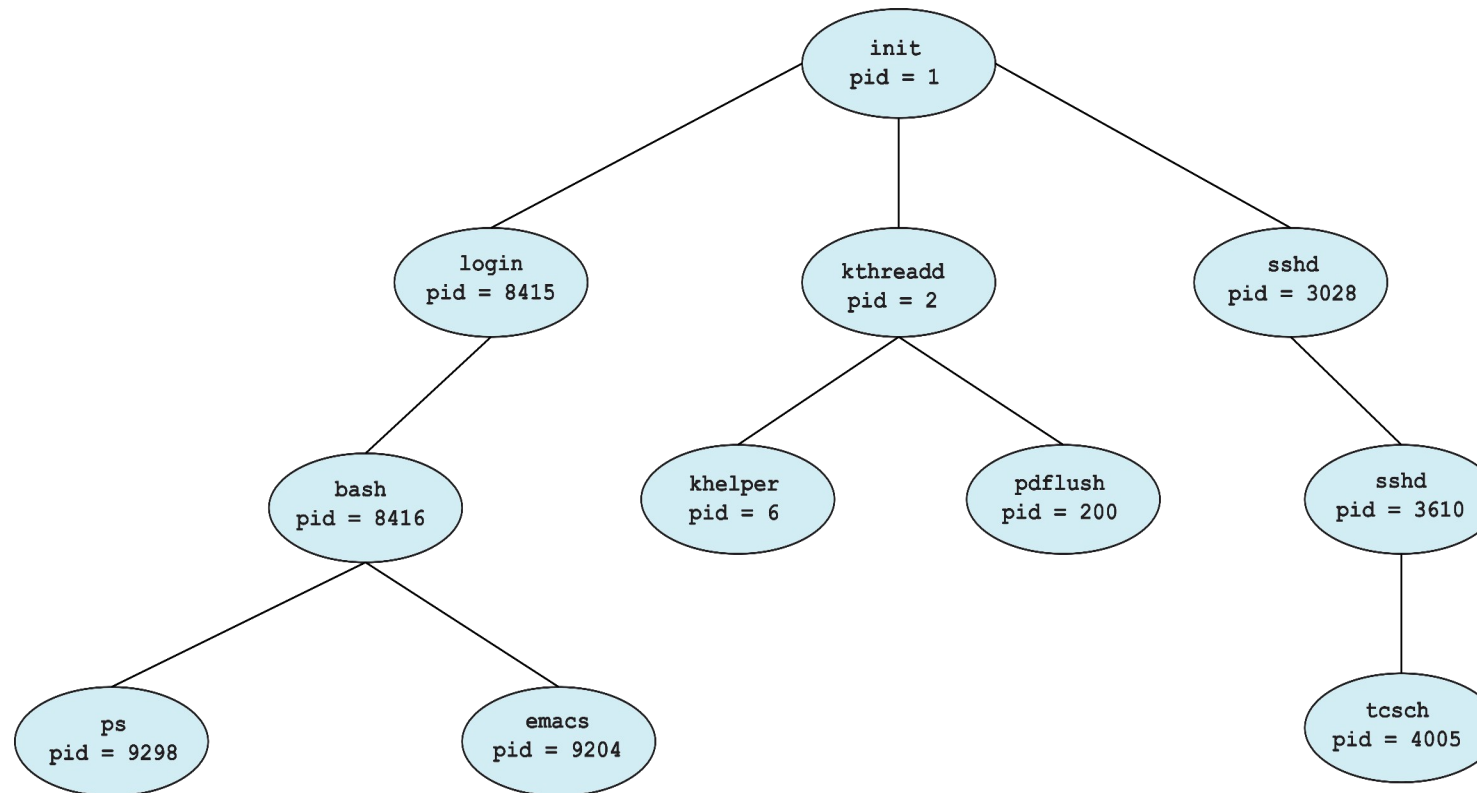 init
pid = 1
login
pid = 8415
kthreadd
pid = 2
sshd
pid = 3028
bash
pid = 8416
khelper
pid = 6
pdflush
pid = 200
sshd
pid = 3610
ps
pid = 9298
emacs
pid = 9204
tcsch
pid = 4005